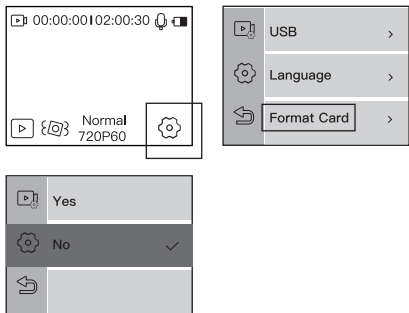 00:00:00 02:00:30
Normal
720P60
USB
Language
Format Card
Yes
No